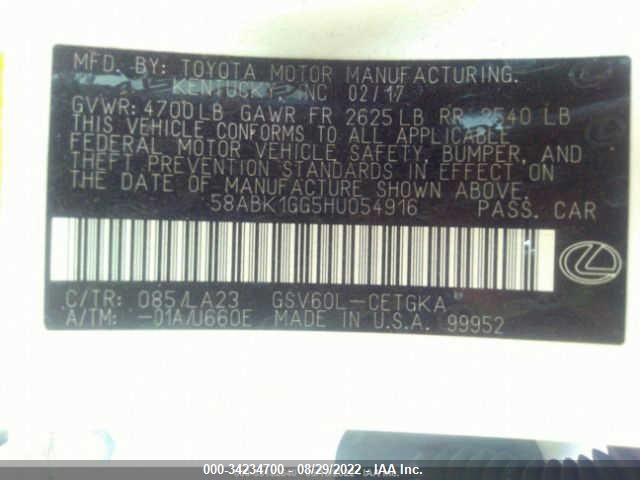 MFD. BY: TOYOTA MOTOR MANUFACTURING.
KENTUCKY, INC 02/17
GVWR: 4700 LB GAWR FR 2625 LB RR 2540 LB
THIS VEHICLE CONFORMS TO ALL APPLICABLE
FEDERAL MOTOR VEHICLE SAFETY, BUMPER, AND
THEFT PREVENTION STANDARDS IN EFFECT ON
THE DATE OF MANUFACTURE SHOWN ABOVE.
58ABK1GG5HU054916 PASS. CAR
C/TR: 085/LA23 GSV60L-CETGKA
A/TM: -01A/U660E MADE IN U.S.A. 99952
000-34234700 - 08/29/2022 - IAA Inc.